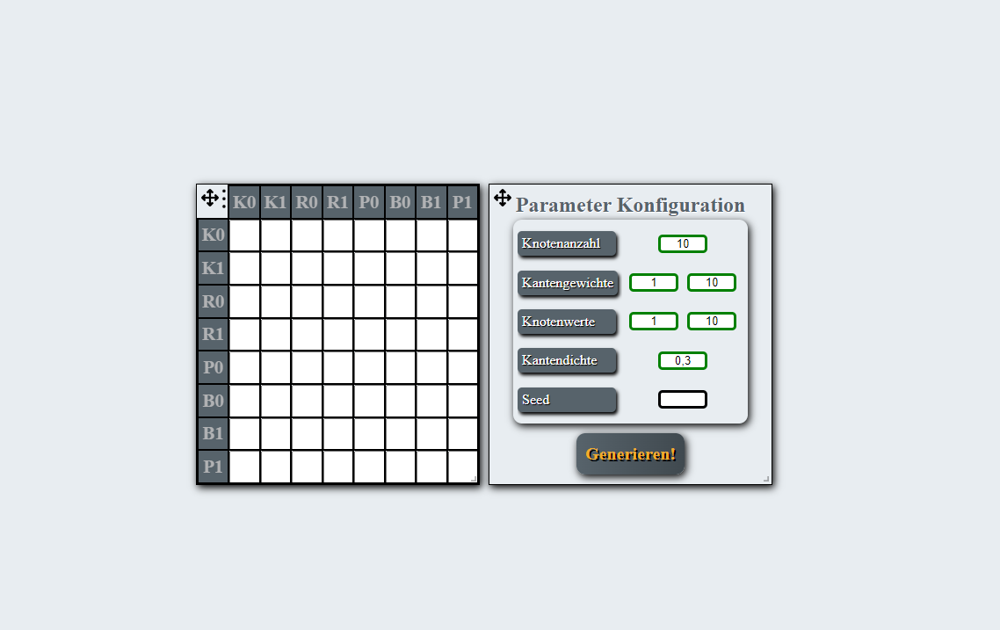 K0 K1 R0 R1 P0 B0 B1 P1
K0
K1
R0
R1
P0
B0
B1
P1
Parameter Konfiguration
Knotenanzahl 10
Kantengewichte 1 10
Knotenwerte 1 10
Kantendichte 0,3
Seed
Generieren!